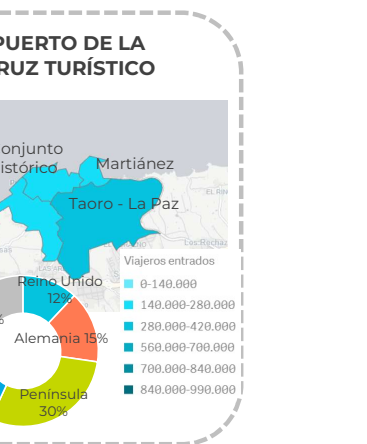 PUERTO DE LA
CRUZ TURÍSTICO
onjunto
istórico
Martiánez
Taoro - La Paz
Viajeros entrados
0-140.000
140.000-280.000
280.000-420.000
560.000-700.000
700.000-840.000
840.000-990.000
Reino Unido
12%
%
Alemania 15%
Península
30%